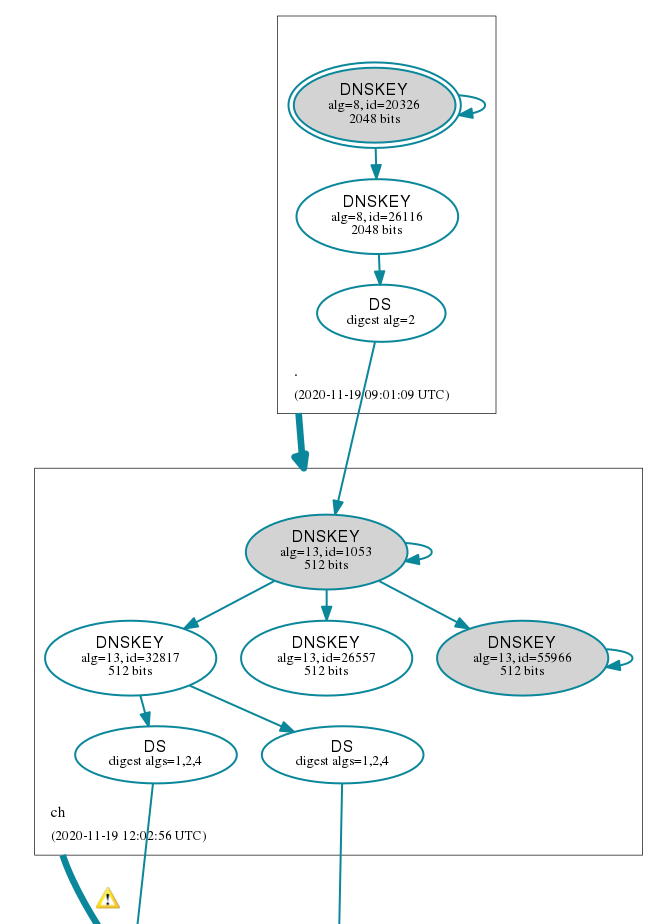 DNSKEY
alg=8, id=20326
2048 bits
DNSKEY
alg=8, id=26116
2048 bits
DS
digest alg=2
.
(2020-11-19 09:01:09 UTC)
DNSKEY
alg=13, id=1053
512 bits
DNSKEY
alg=13, id=32817
512 bits
DNSKEY
alg=13, id=26557
512 bits
DNSKEY
alg=13, id=55966
512 bits
DS
digest algs=1,2,4
DS
digest algs=1,2,4
ch
(2020-11-19 12:02:56 UTC)